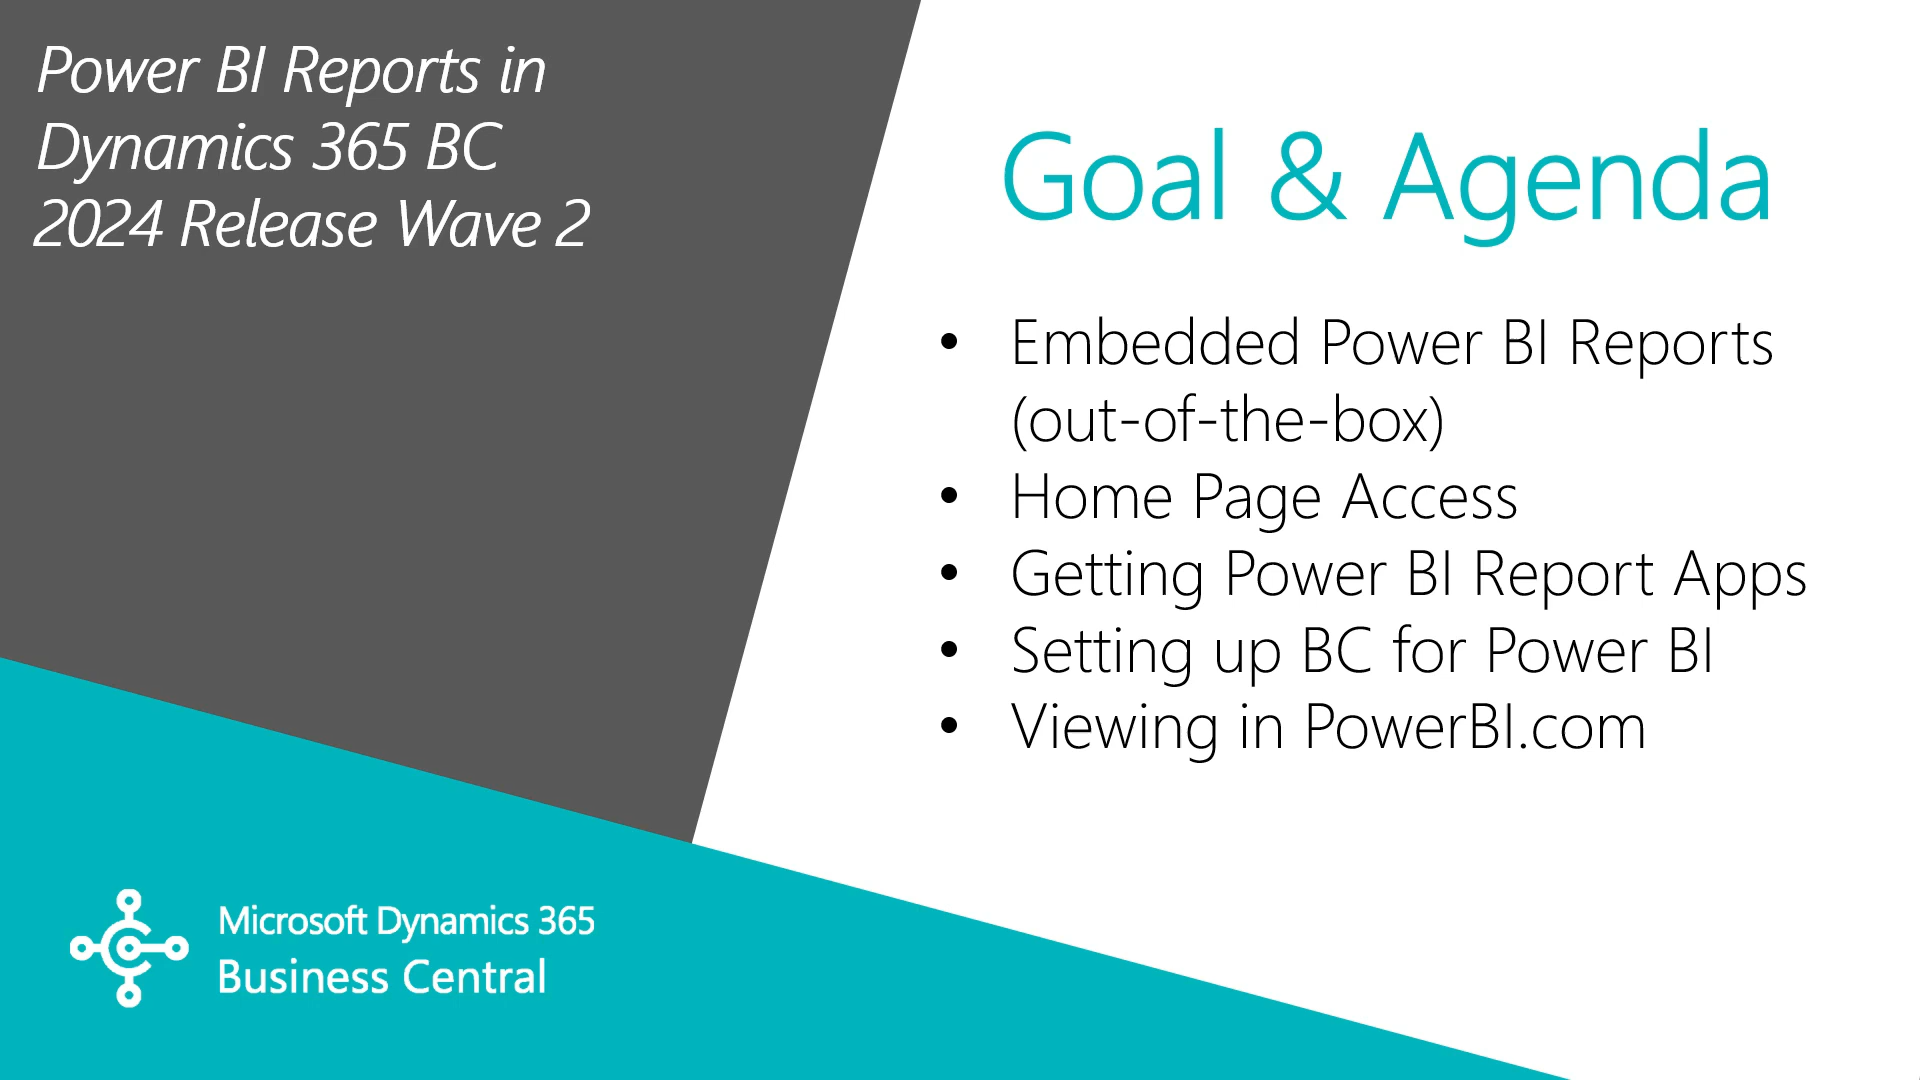 Power BI Reports in
Dynamics 365 BC
2024 Release Wave 2
Goal & Agenda
• Embedded Power BI Reports
(out-of-the-box)
• Home Page Access
• Getting Power BI Report Apps
• Setting up BC for Power BI
• Viewing in PowerBI.com
Microsoft Dynamics 365
Business Central